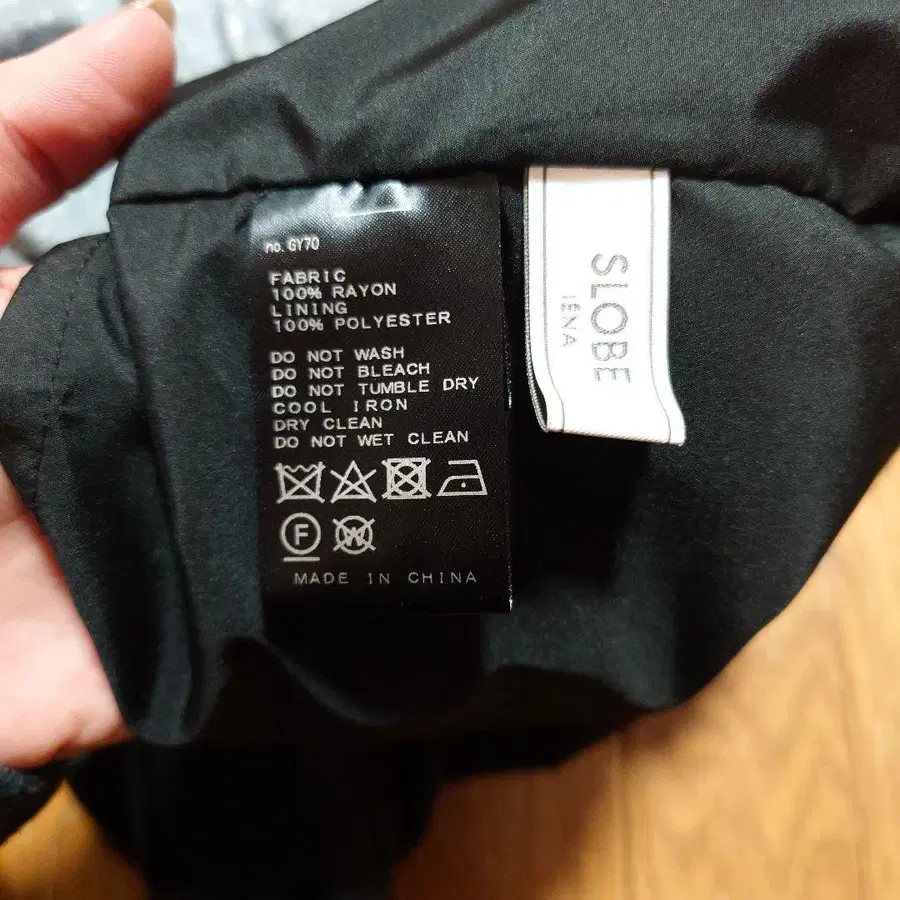 no. GY70
FABRIC
100% RAYON
LINING
100% POLYESTER
DO NOT WASH
DO NOT BLEACH
DO NOT TUMBLE DRY
COOL IRON
DRY CLEAN
DO NOT WET CLEAN
F
W
MADE IN CHINA
SLOBE
IÉNA